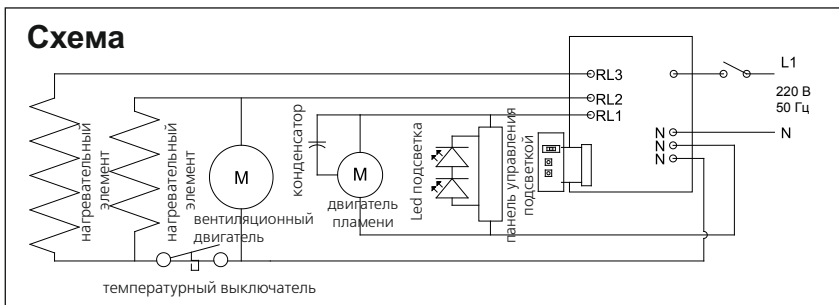 Схема
L1
RL3
220 В
50 Гц
RL2
RL1
N
N
N
N
нагревательный
элемент
нагревательный
элемент
M
вентиляционный
двигатель
конденсатор
M
двигатель
пламени
Led подсветка
панель управления
подсветкой
температурный выключатель